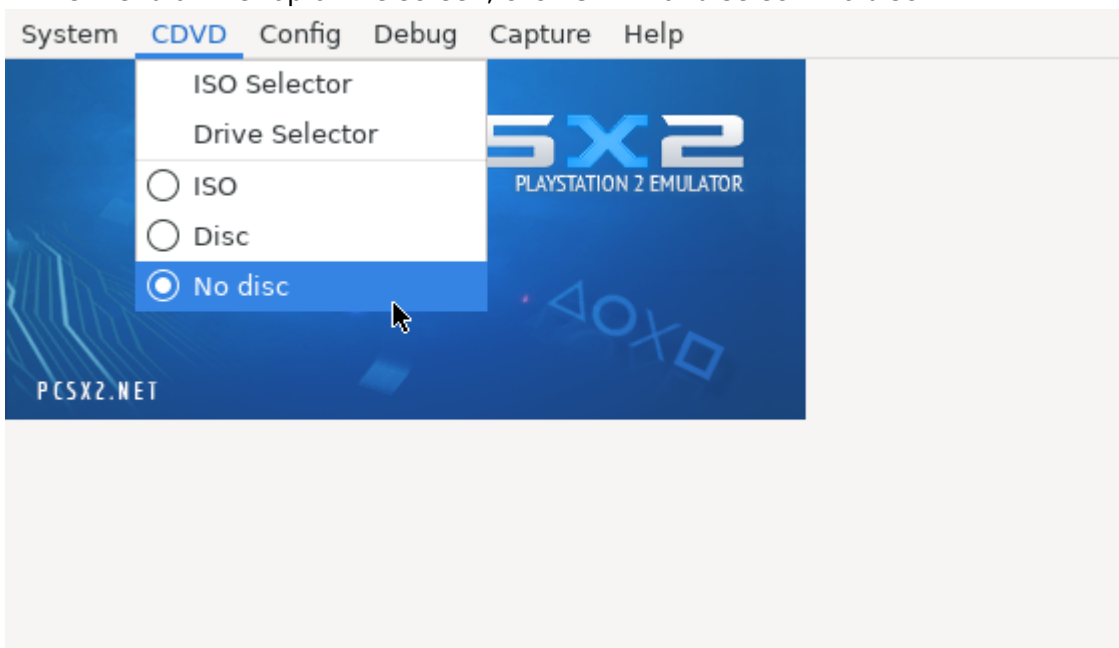 System CDVD Config Debug Capture Help
ISO Selector
Drive Selector
ISO
Disc
No disc
SX2
PLAYSTATION 2 EMULATOR
PCSX2.NET